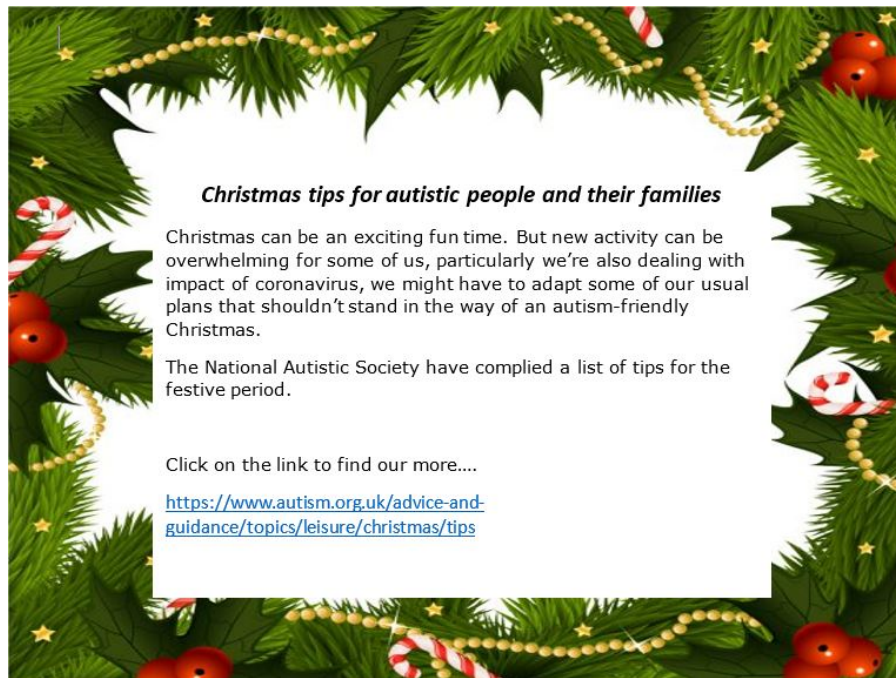 Christmas tips for autistic people and their families
Christmas can be an exciting fun time. But new activity can be
overwhelming for some of us, particularly we’re also dealing with
impact of coronavirus, we might have to adapt some of our usual
plans that shouldn’t stand in the way of an autism-friendly
Christmas.
The National Autistic Society have complied a list of tips for the
festive period.
Click on the link to find our more....
https://www.autism.org.uk/advice-and-
guidance/topics/leisure/christmas/tips